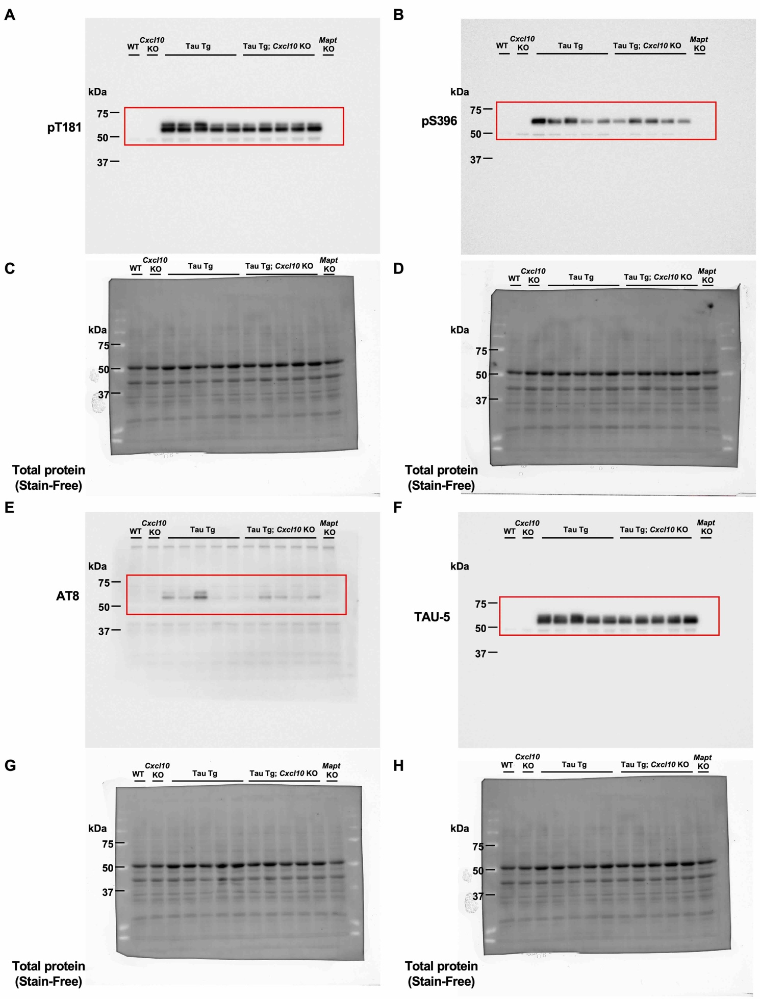 A
WT
Cxcl10
KO
Tau Tg
Tau Tg; Cxcl10 KO
Mapt
KO
kDa
75
pT181
50
37
B
WT
Cxcl10
KO
Tau Tg
Tau Tg; Cxcl10 KO
Mapt
KO
kDa
75
pS396
50
37
C
WT
Cxcl10
KO
Tau Tg
Tau Tg; Cxcl10 KO
Mapt
KO
kDa
75
50
37
Total protein
(Stain-Free)
D
WT
Cxcl10
KO
Tau Tg
Tau Tg; Cxcl10 KO
Mapt
KO
kDa
75
50
37
Total protein
(Stain-Free)
E
WT
Cxcl10
KO
Tau Tg
Tau Tg; Cxcl10 KO
Mapt
KO
kDa
75
AT8
50
37
F
WT
Cxcl10
KO
Tau Tg
Tau Tg; Cxcl10 KO
Mapt
KO
kDa
75
TAU-5
50
37
G
WT
Cxcl10
KO
Tau Tg
Tau Tg; Cxcl10 KO
Mapt
KO
kDa
75
50
37
Total protein
(Stain-Free)
H
WT
Cxcl10
KO
Tau Tg
Tau Tg; Cxcl10 KO
Mapt
KO
kDa
75
50
37
Total protein
(Stain-Free)